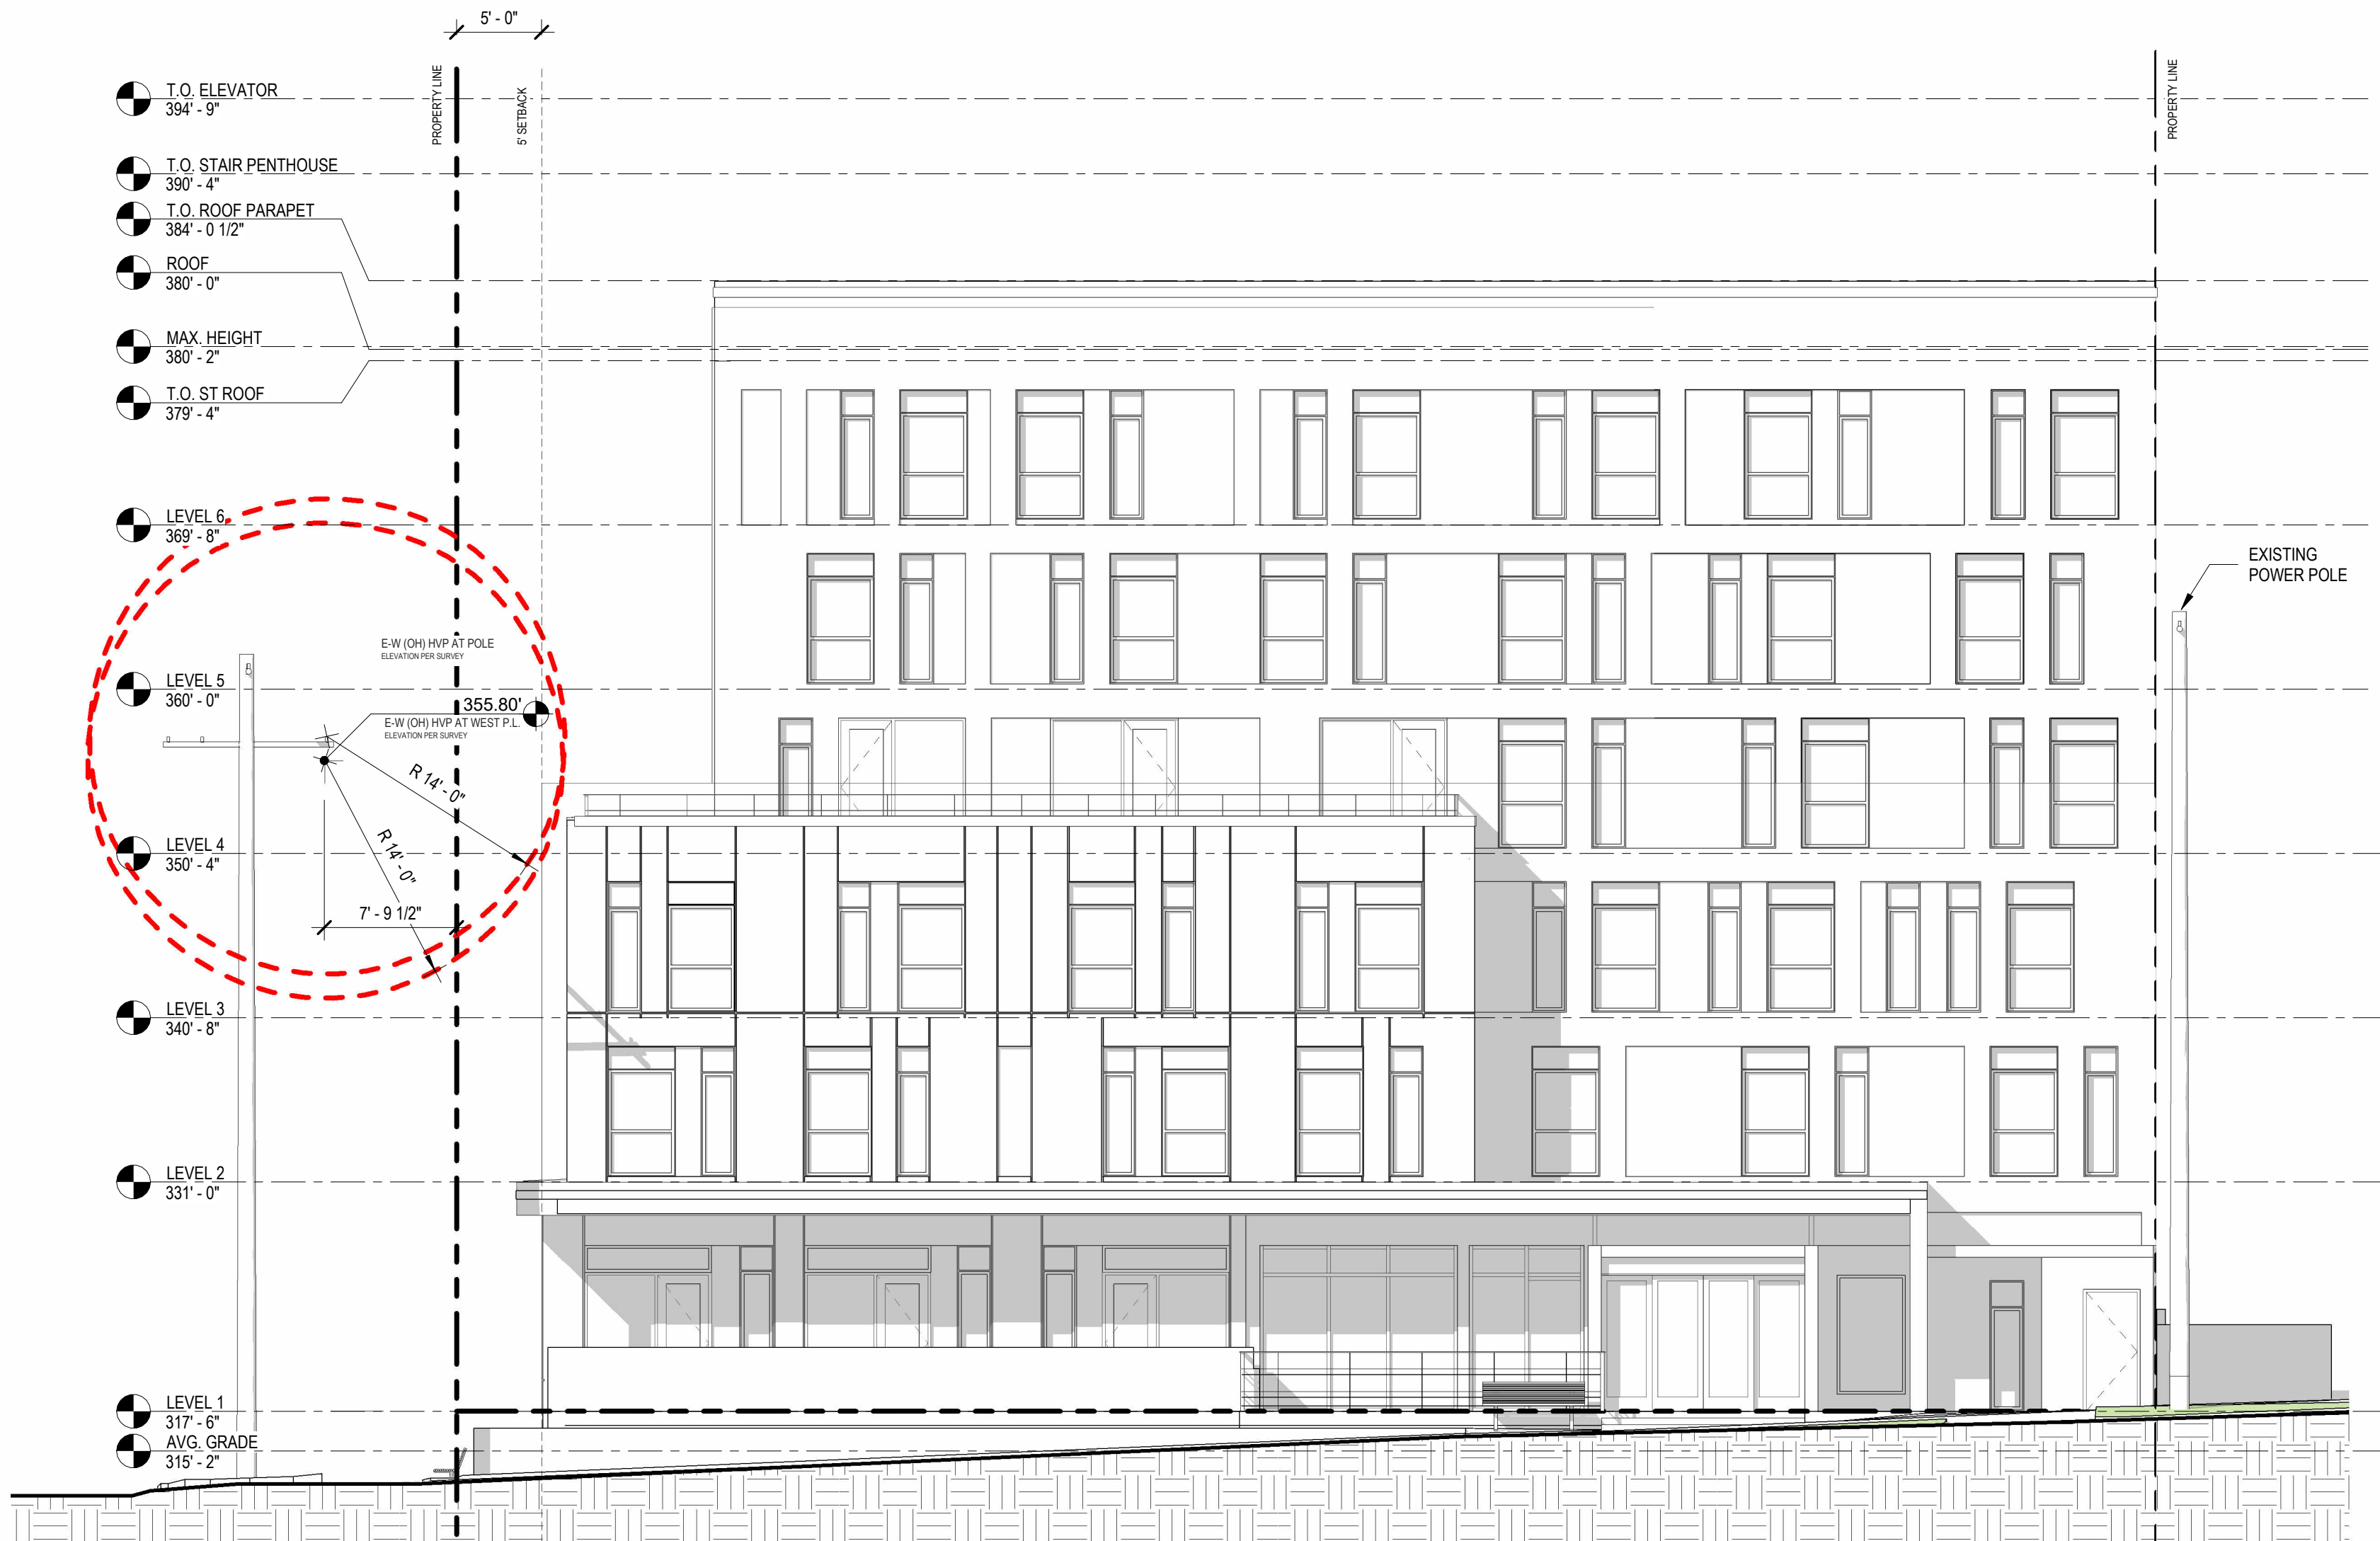 5' - 0"
PROPERTY LINE
5' SETBACK
PROPERTY LINE
T.O. ELEVATOR
394' - 9"
T.O. STAIR PENTHOUSE
390' - 4"
T.O. ROOF PARAPET
384' - 0 1/2"
ROOF
380' - 0"
MAX. HEIGHT
380' - 2"
T.O. ST ROOF
379' - 4"
LEVEL 6
369' - 8"
EXISTING
POWER POLE
E-W (OH) HVP AT POLE
ELEVATION PER SURVEY
LEVEL 5
360' - 0"
355.80'
E-W (OH) HVP AT WEST P.L.
ELEVATION PER SURVEY
R 14' - 0"
R 14' - 0"
LEVEL 4
350' - 4"
7' - 9 1/2"
LEVEL 3
340' - 8"
LEVEL 2
331' - 0"
LEVEL 1
317' - 6"
AVG. GRADE
315' - 2"